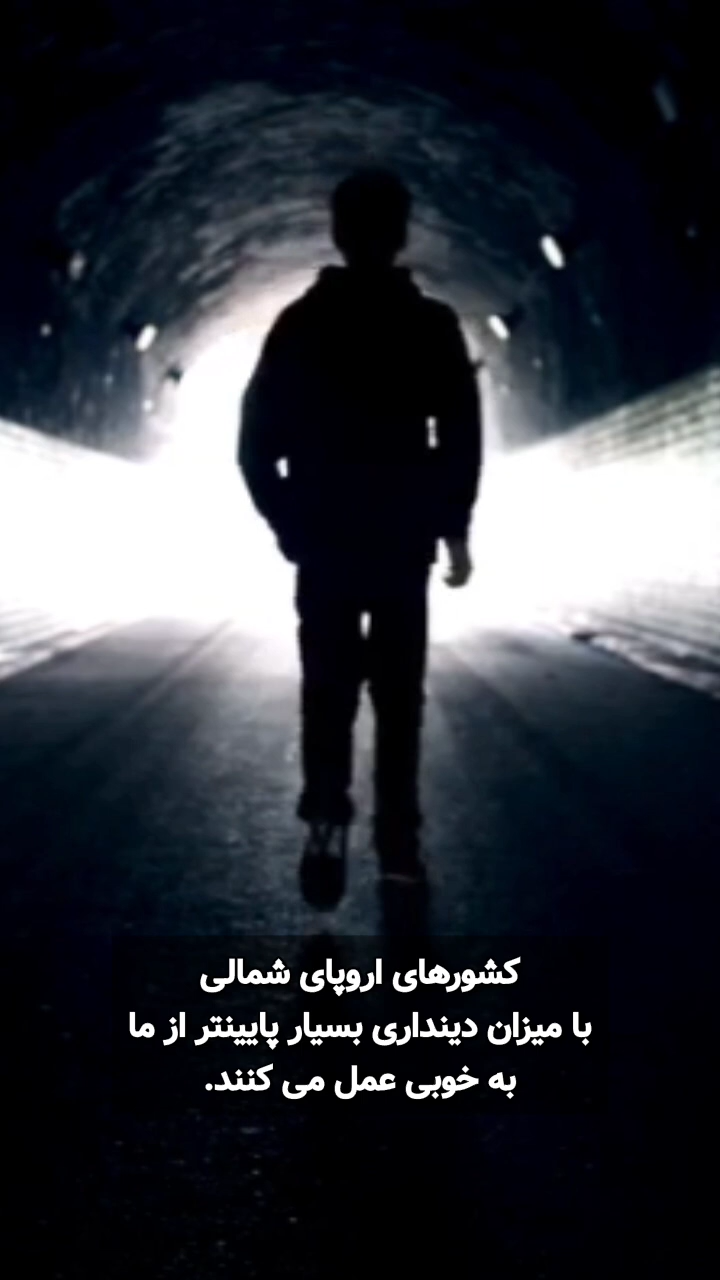 کشورهای اروپای شمالی
با میزان دینداری بسیار پایینتر از ما
به خوبی عمل می کنند.